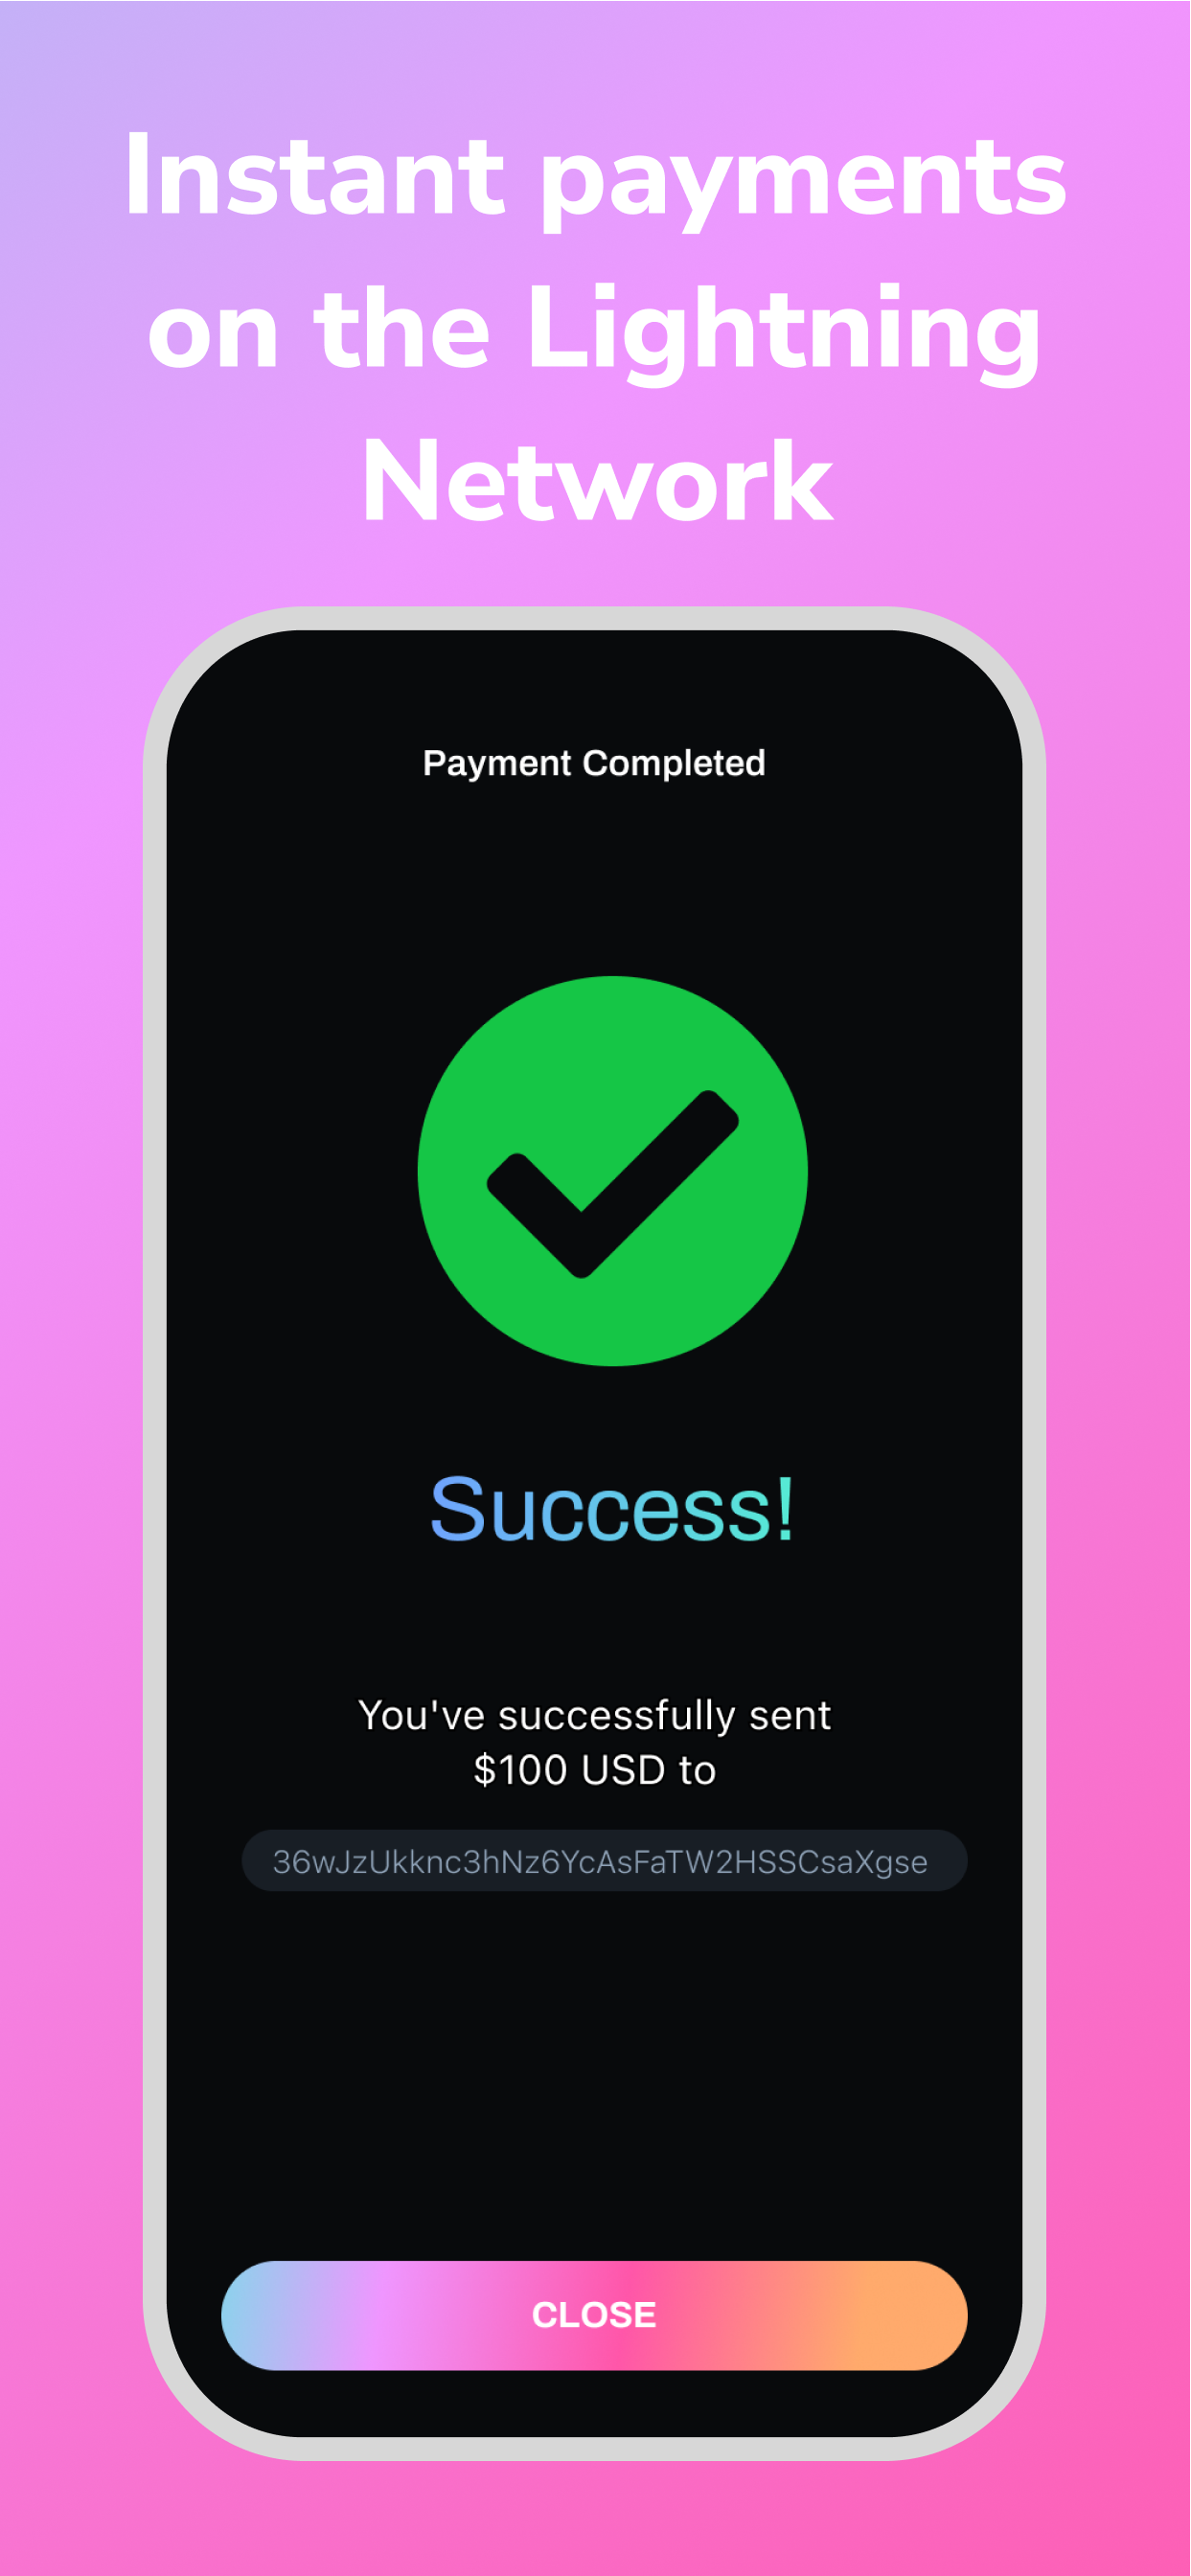 Instant payments
on the Lightning
Network
Payment Completed
Success!
You've successfully sent
$100 USD to
36wJzUkknc3hNz6YcAsFaTW2HSSCsaXgse
CLOSE